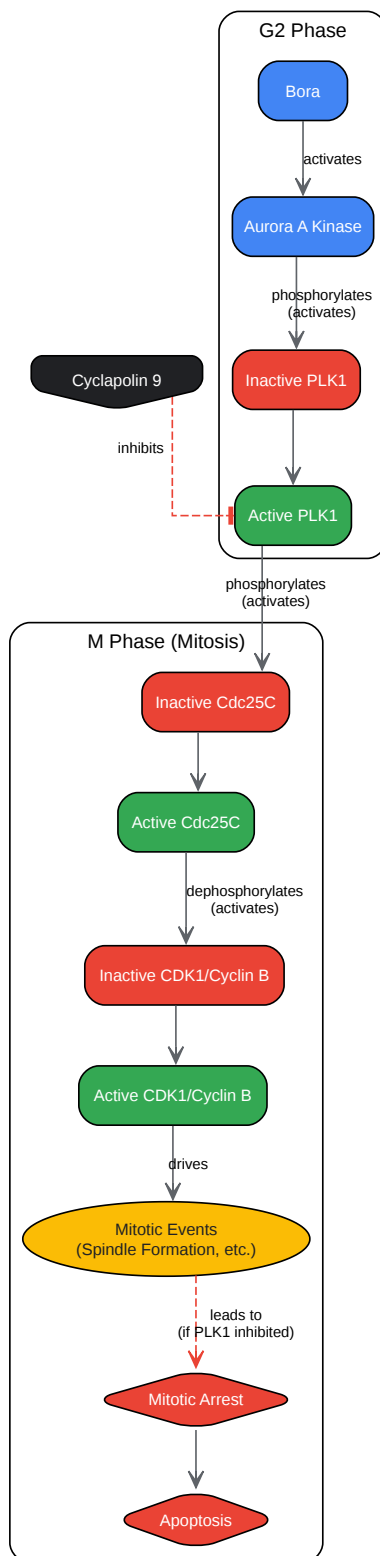 G2 Phase
Bora
activates
Aurora A Kinase
phosphorylates
(activates)
Cyclapolin 9
Inactive PLK1
inhibits
Active PLK1
phosphorylates
(activates)
M Phase (Mitosis)
Inactive Cdc25C
Active Cdc25C
dephosphorylates
(activates)
Inactive CDK1/Cyclin B
Active CDK1/Cyclin B
drives
Mitotic Events
(Spindle Formation, etc.)
leads to
(if PLK1 inhibited)
Mitotic Arrest
Apoptosis